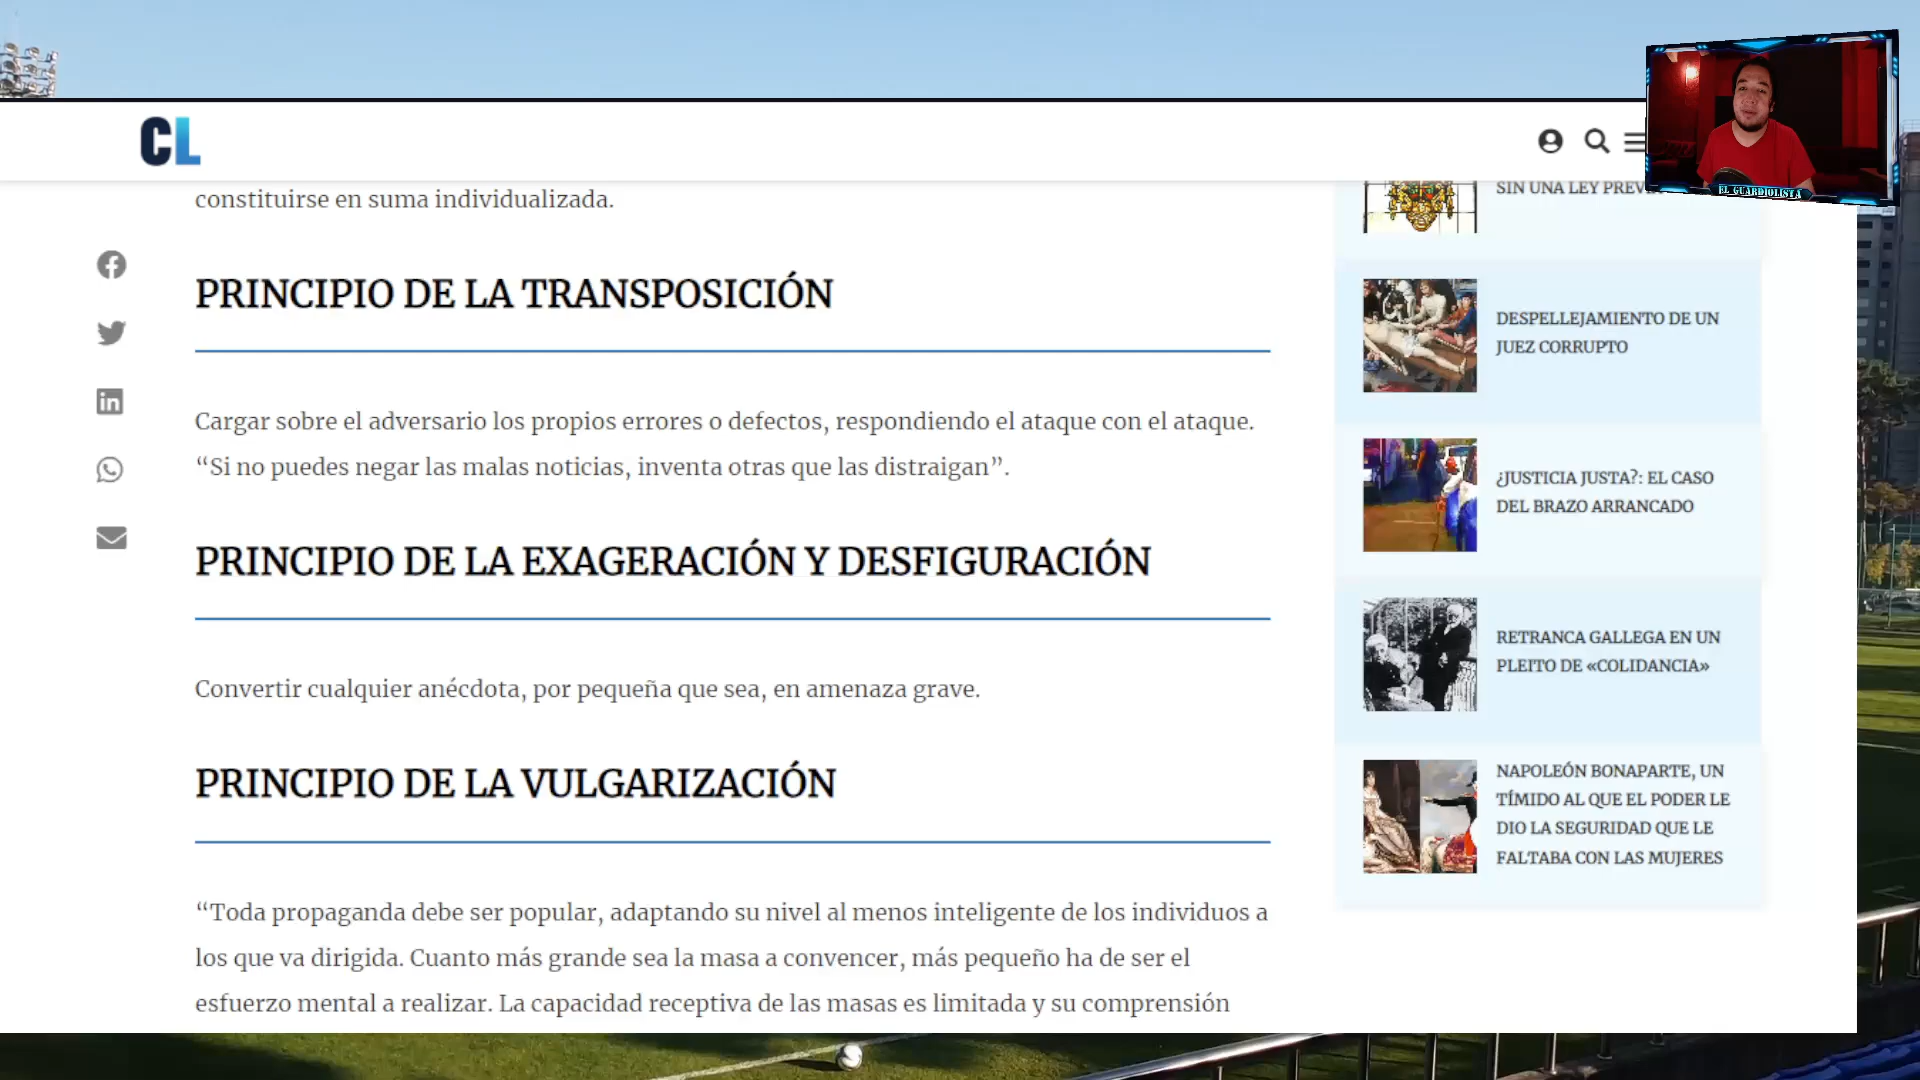 CL
constituirse en suma individualizada.
PRINCIPIO DE LA TRANSPOSICIÓN
Cargar sobre el adversario los propios errores o defectos, respondiendo el ataque con el ataque.
“Si no puedes negar las malas noticias, inventa otras que las distraigan”.
PRINCIPIO DE LA EXAGERACIÓN Y DESFIGURACIÓN
Convertir cualquier anécdota, por pequeña que sea, en amenaza grave.
PRINCIPIO DE LA VULGARIZACIÓN
“Toda propaganda debe ser popular, adaptando su nivel al menos inteligente de los individuos a
los que va dirigida. Cuanto más grande sea la masa a convencer, más pequeño ha de ser el
esfuerzo mental a realizar. La capacidad receptiva de las masas es limitada y su comprensión
SIN UNA LEY
DESPELLEJAMIENTO DE UN
JUEZ CORRUPTO
¿JUSTICIA JUSTA?: EL CASO
DEL BRAZO ARRANCADO
RETRANCA GALLEGA EN UN
PLEITO DE «COLIDANCIA»
NAPOLEÓN BONAPARTE, UN
TÍMIDO AL QUE EL PODER LE
DIO LA SEGURIDAD QUE LE
FALTABA CON LAS MUJERES
EL GUARDIOLISTA